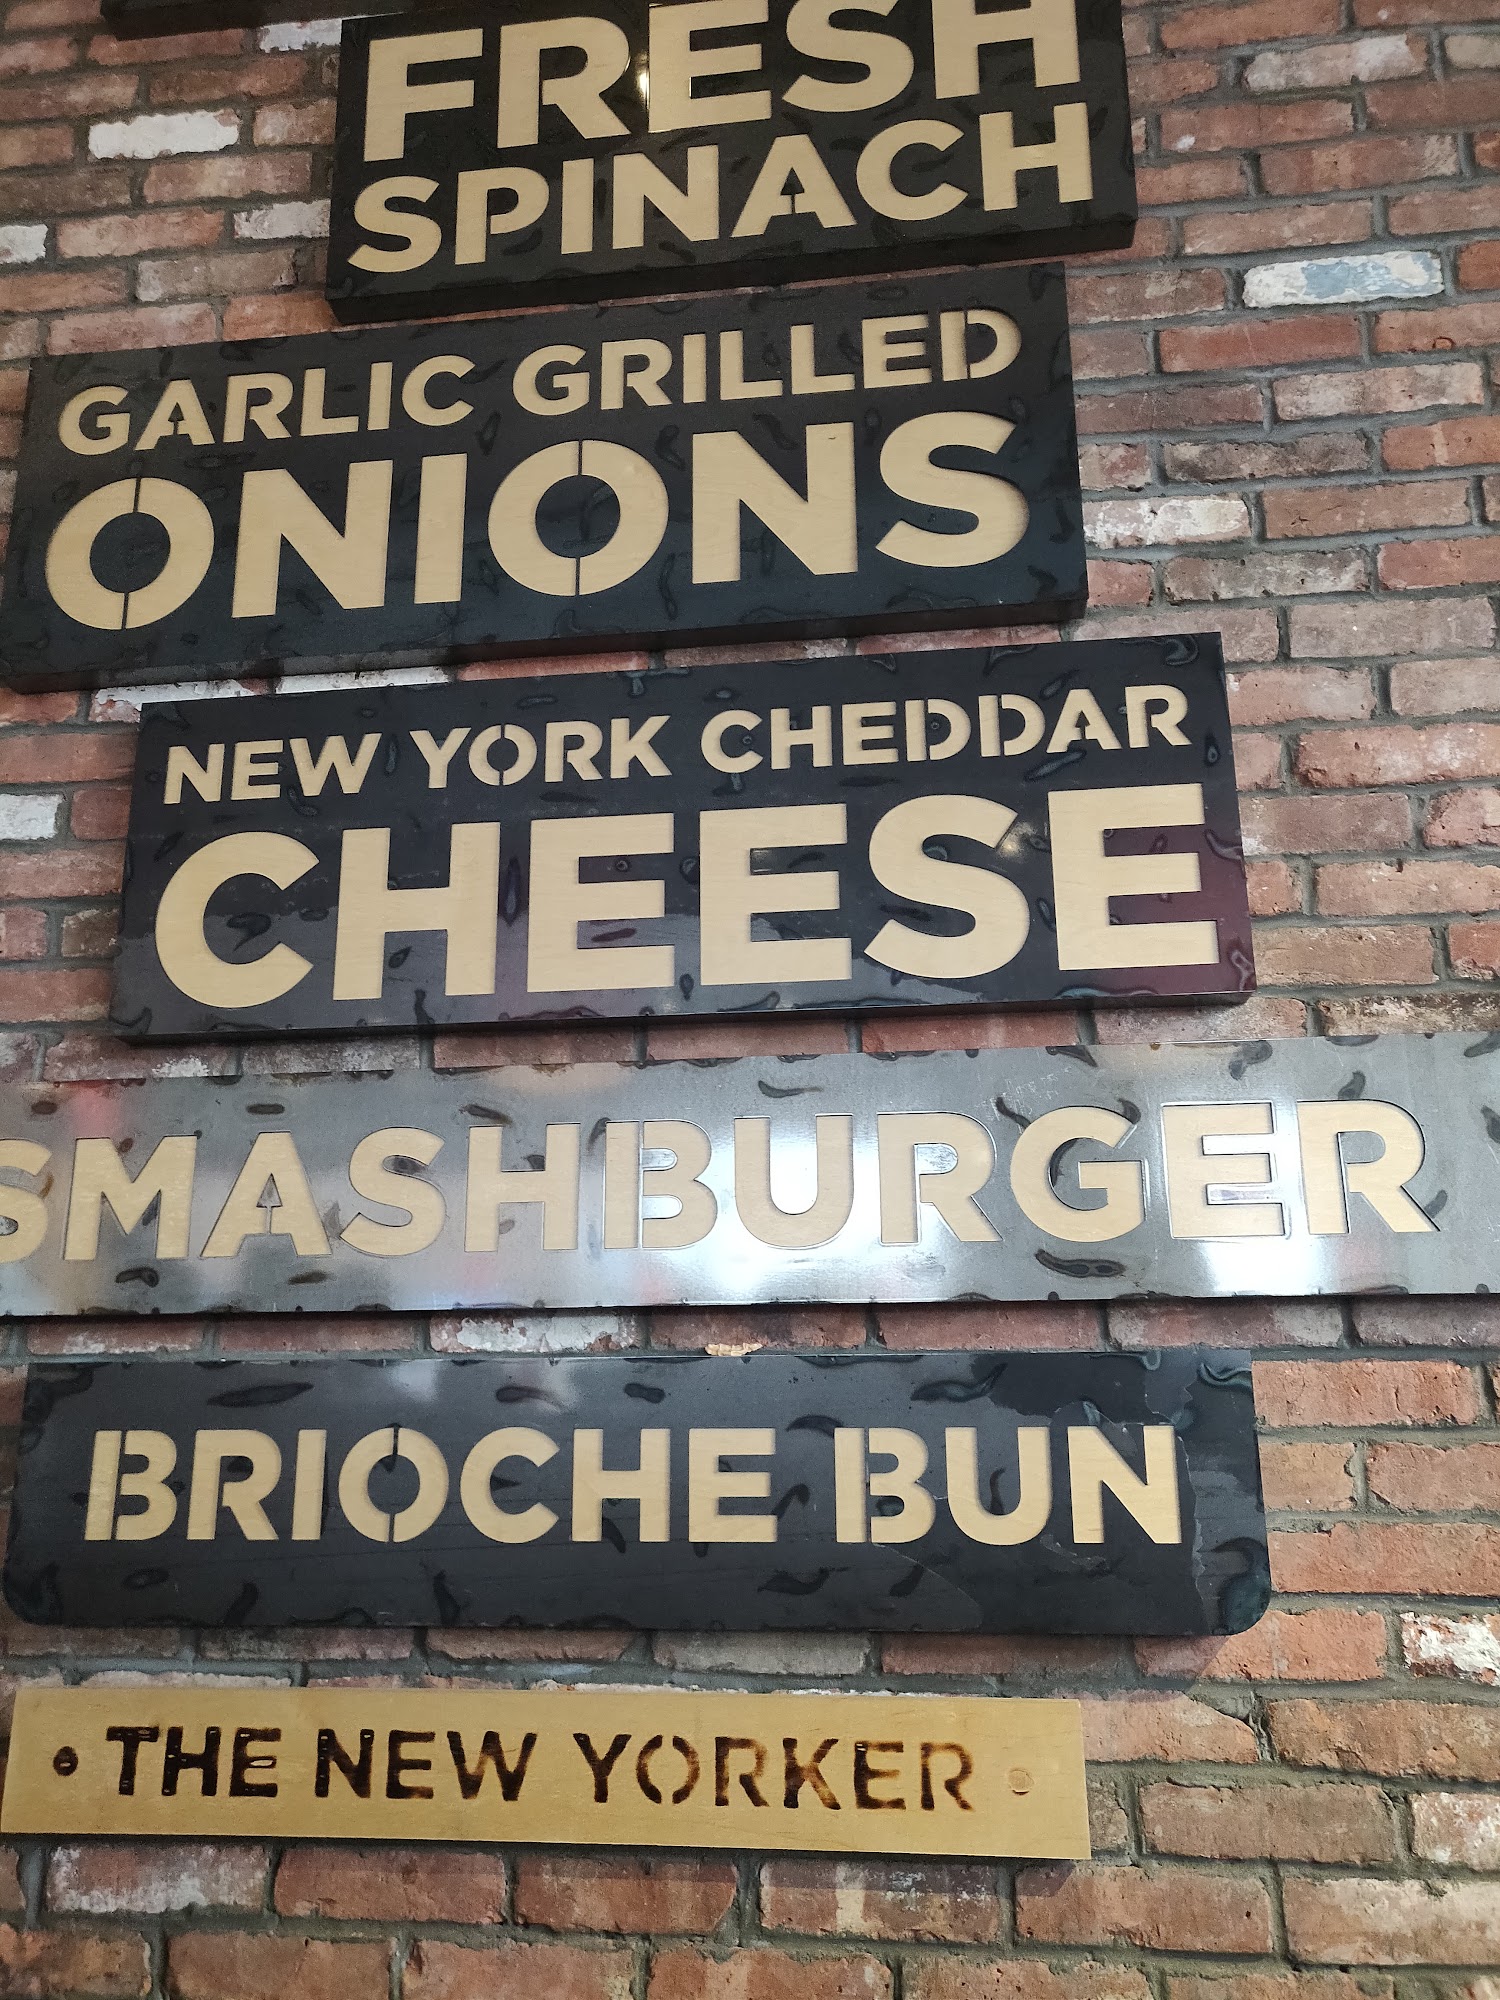 FRESH
SPINACH
GARLIC GRILLED
ONIONS
NEW YORK CHEDDAR
CHEESE
SMASHBURGER
BRIOCHE BUN
THE NEW YORKER